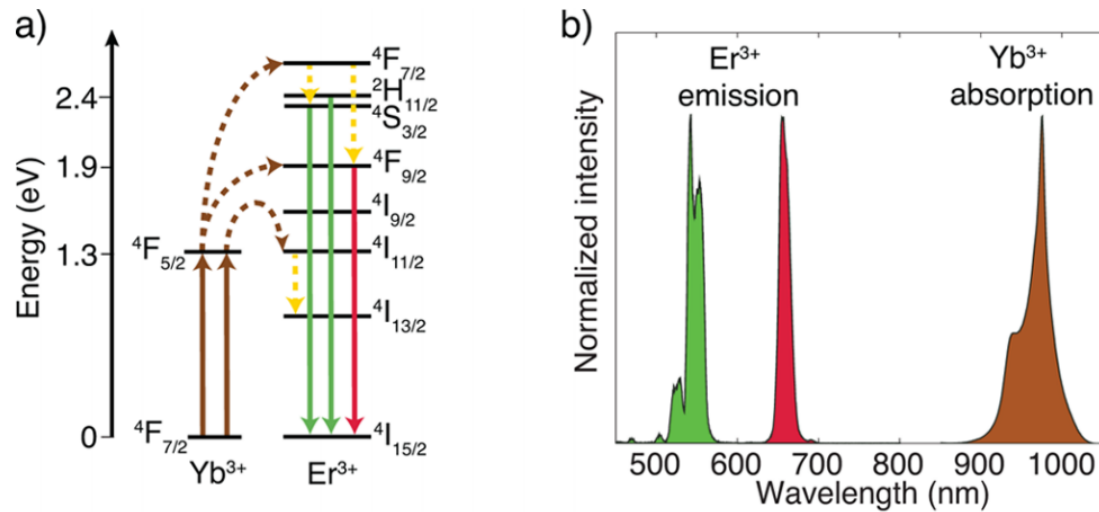 a)
Energy (eV)
2.4
1.9
1.3
0
⁴F₅/₂
⁴F₇/₂
Yb³⁺
⁴F₇/₂
²H₁₁/₂
⁴S₃/₂
⁴F₉/₂
⁴I₉/₂
⁴I₁₁/₂
⁴I₁₃/₂
⁴I₁₅/₂
Er³⁺
b)
Normalized intensity
Er³⁺
emission
Yb³⁺
absorption
500 600 700 800 900 1000
Wavelength (nm)